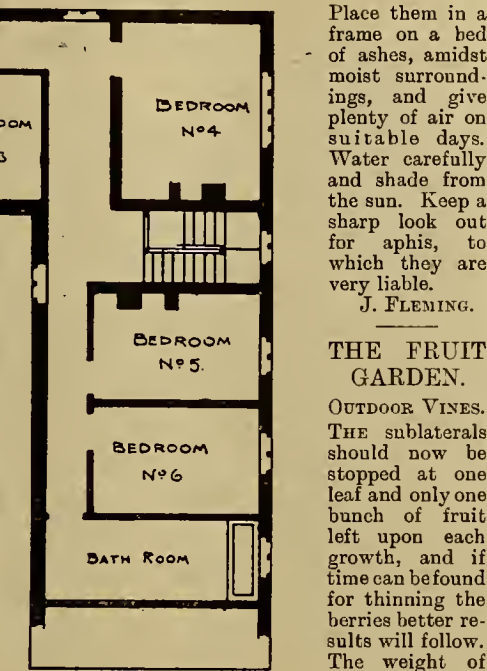 BEDROOM
Nº4
OOM
3
BEDROOM
Nº5.
BEDROOM
Nº6
BATH ROOM
Place them in a
frame on a bed
of ashes, amidst
moist surround-
ings, and give
plenty of air on
suitable days.
Water carefully
and shade from
the sun. Keep a
sharp look out
for aphis, to
which they are
very liable.
J. FLEMING.
THE FRUIT
GARDEN.
OUTDOOR VINES.
THE sublaterals
should now be
stopped at one
leaf and only one
bunch of fruit
left upon each
growth, and if
time can be found
for thinning the
berries better re-
sults will follow.
The weight of